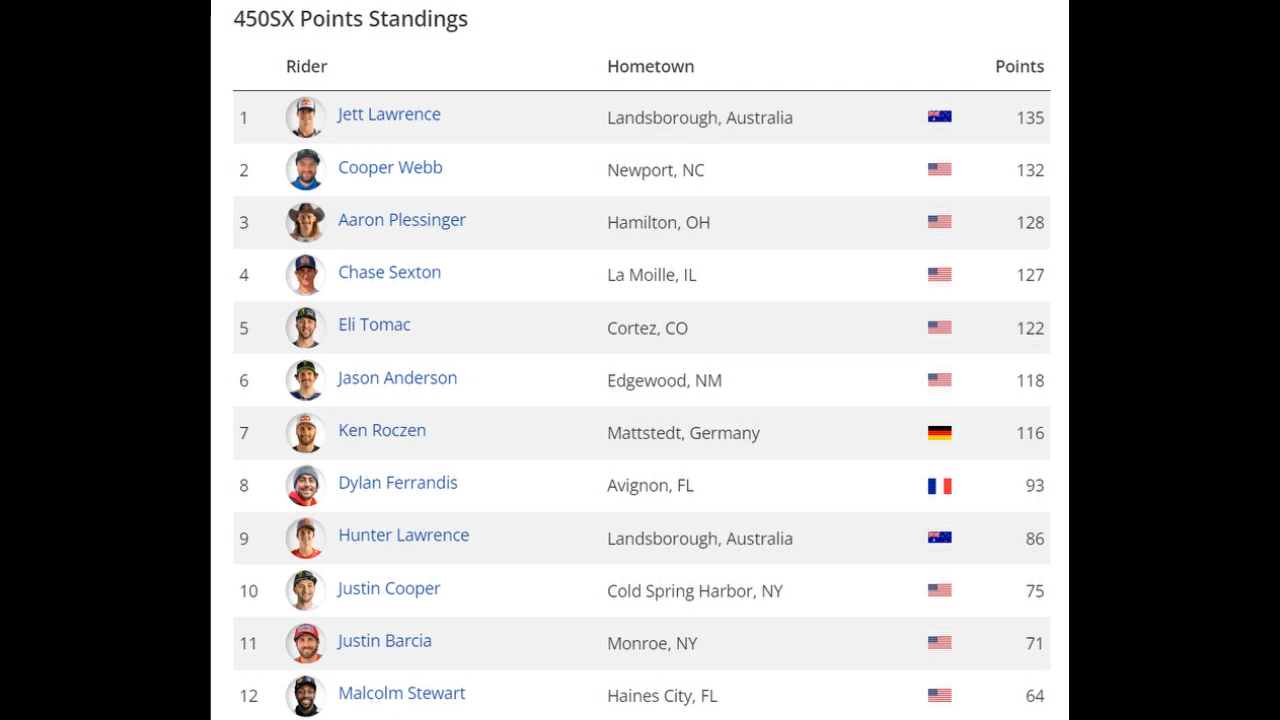 450SX Points Standings
Rider Hometown Points
1 Jett Lawrence Landsborough, Australia 135
2 Cooper Webb Newport, NC 132
3 Aaron Plessinger Hamilton, OH 128
4 Chase Sexton La Moille, IL 127
5 Eli Tomac Cortez, CO 122
6 Jason Anderson Edgewood, NM 118
7 Ken Roczen Mattstedt, Germany 116
8 Dylan Ferrandis Avignon, FL 93
9 Hunter Lawrence Landsborough, Australia 86
10 Justin Cooper Cold Spring Harbor, NY 75
11 Justin Barcia Monroe, NY 71
12 Malcolm Stewart Haines City, FL 64